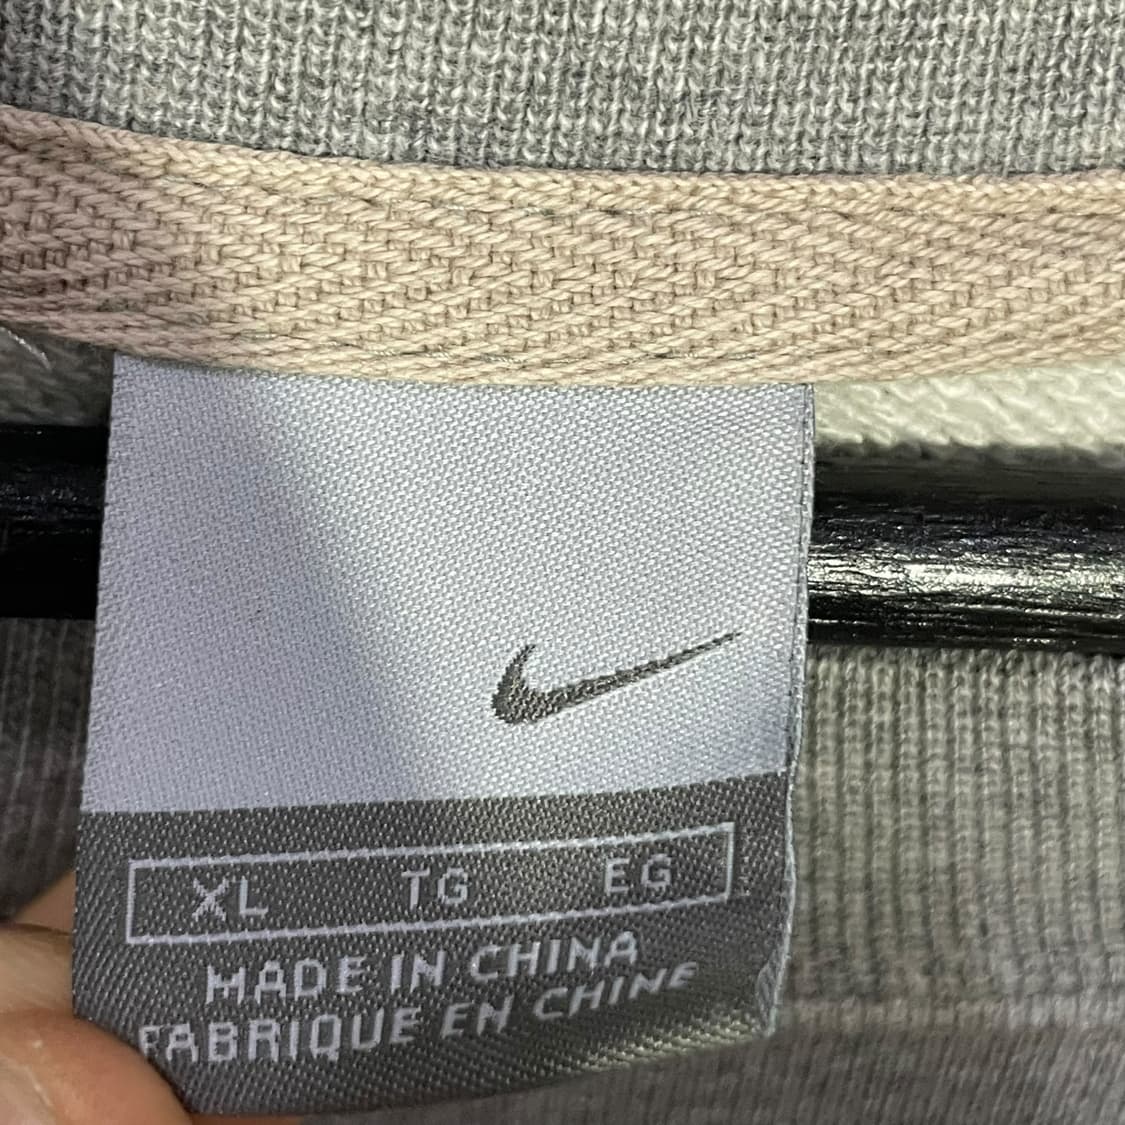 XL TG EG
MADE IN CHINA
FABRIQUE EN CHINE